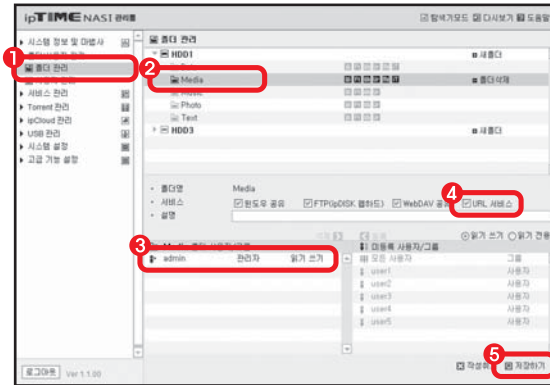 ipTIME NASI 관리
탐색기모드 다시보기 도움말
시스템 정보 및 마법사
폴더 관리
서비스 관리
Torrent 관리
ipCloud 관리
USB 관리
시스템 설정
고급 기능 설정
로그아웃 Ver 1.1.00
폴더 관리
HDD1 새폴더
Media 폴더삭제
Music
Photo
Text
HDD3 새폴더
폴더명 Media
서비스 윈도우 공유 FTP(ipDISK 웹하드) WebDAV 공유 URL 서비스
설명
읽기 쓰기 읽기 전용
admin 관리자 읽기 쓰기
미등록 사용자/그룹
모든 사용자 그룹
user1 사용자
user2 사용자
user3 사용자
user4 사용자
user5 사용자
저장하기
1
2
3
4
5